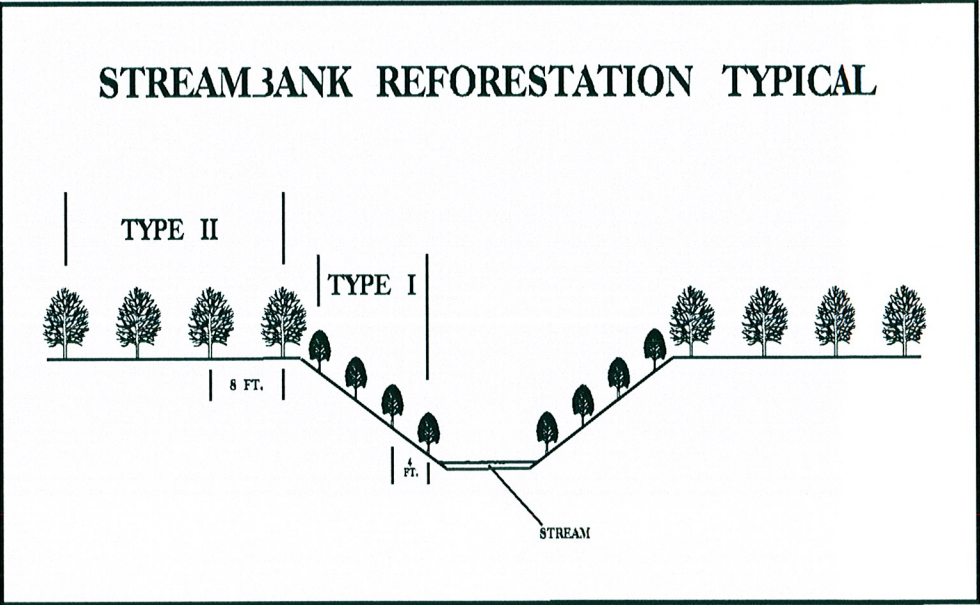 STREAMBANK REFORESTATION TYPICAL
TYPE II
TYPE I
8 FT.
4
FT.
STREAM